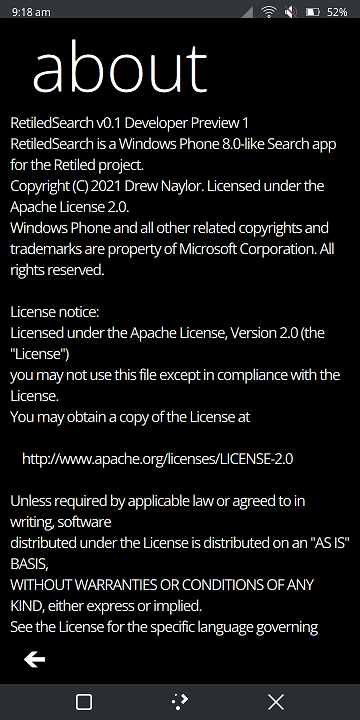 9:18 am
52%
about
RetiledSearch v0.1 Developer Preview 1
RetiledSearch is a Windows Phone 8.0-like Search app
for the Retiled project.
Copyright (C) 2021 Drew Naylor. Licensed under the
Apache License 2.0.
Windows Phone and all other related copyrights and
trademarks are property of Microsoft Corporation. All
rights reserved.
License notice:
Licensed under the Apache License, Version 2.0 (the
"License")
you may not use this file except in compliance with the
License.
You may obtain a copy of the License at
http://www.apache.org/licenses/LICENSE-2.0
Unless required by applicable law or agreed to in
writing, software
distributed under the License is distributed on an "AS IS"
BASIS,
WITHOUT WARRANTIES OR CONDITIONS OF ANY
KIND, either express or implied.
See the License for the specific language governing